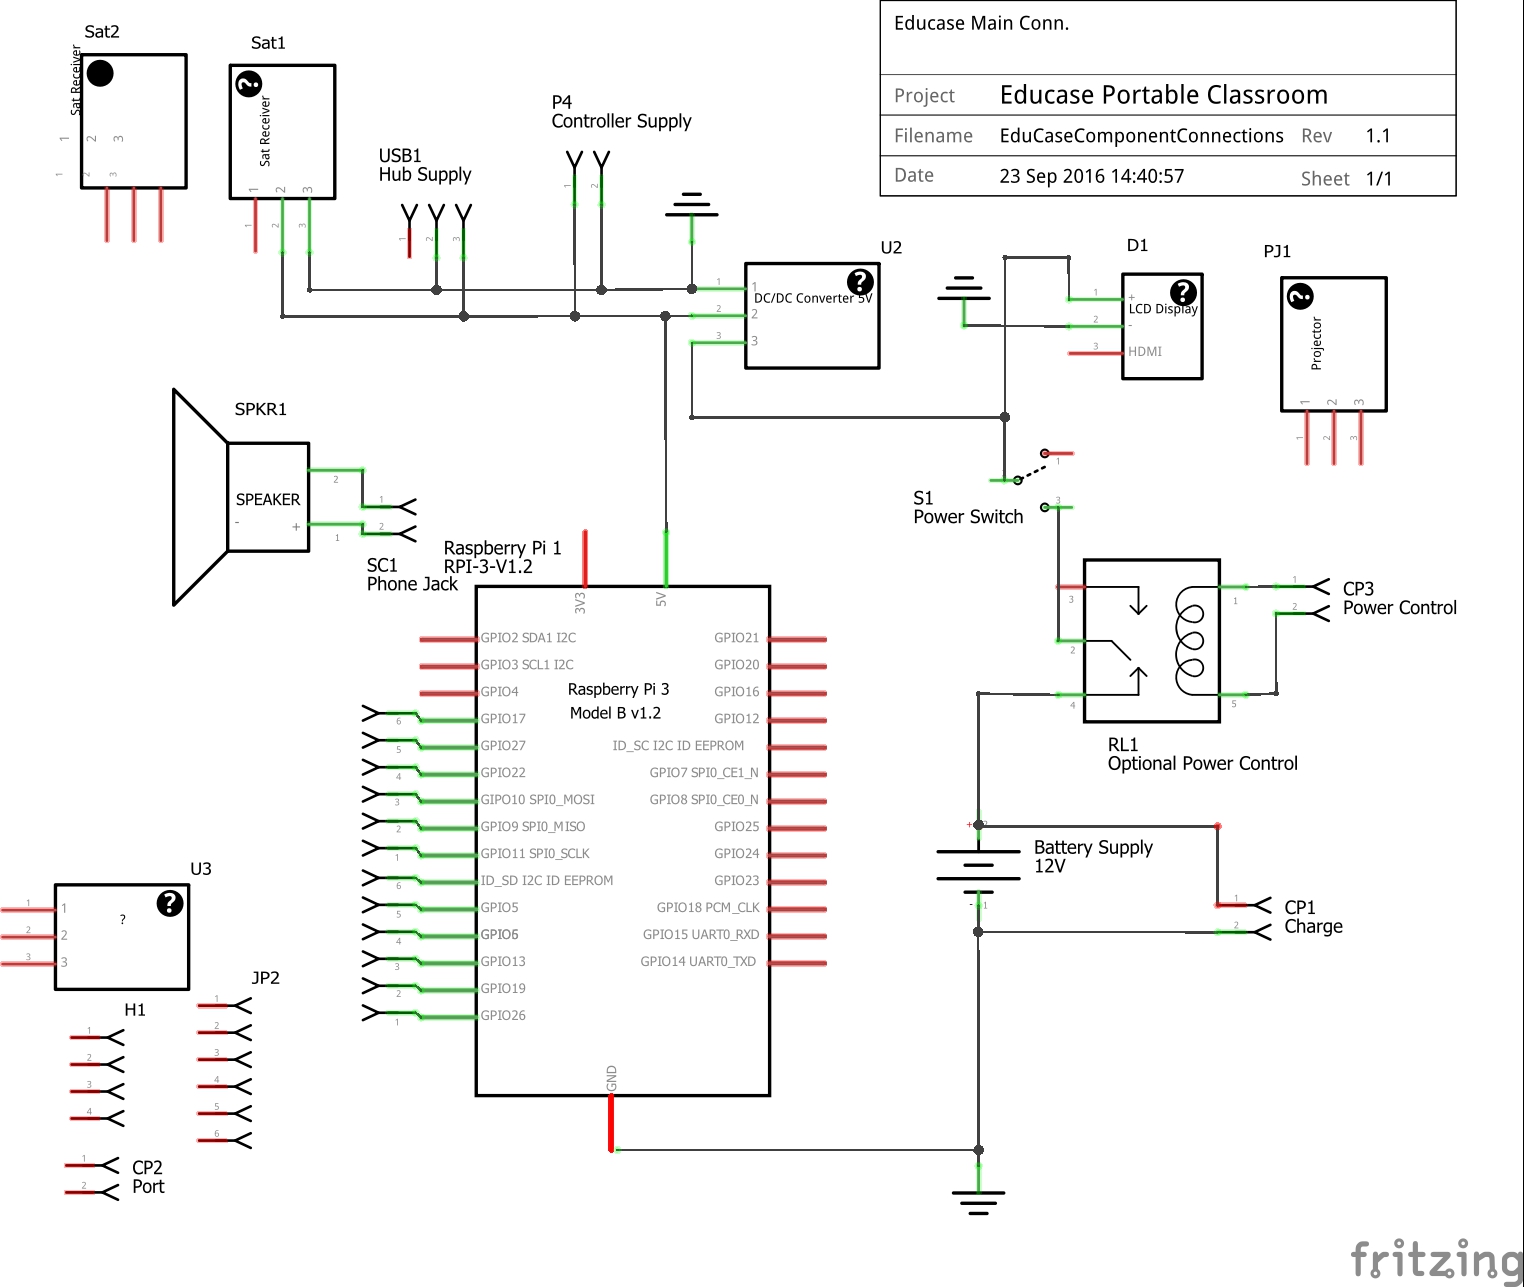 Educase Main Conn.
Project Educase Portable Classroom
Filename EduCaseComponentConnections Rev 1.1
Date 23 Sep 2016 14:40:57 Sheet 1/1
Sat2
Sat Receiver
1 2 3
1 2 3
Sat1
?
Sat Receiver
1 2 3
1 2 3
USB1
Hub Supply
1 2 3
P4
Controller Supply
1 2
U2
?
DC/DC Converter 5V
1 1
2 2
3 3
D1
?
LCD Display
1 +
2 -
3 HDMI
PJ1
?
Projector
1 2 3
1 2 3
SPKR1
SPEAKER
- +
2
1
1
2
SC1
Phone Jack
S1
Power Switch
1
3
Raspberry Pi 1
RPI-3-V1.2
3V3 5V
Raspberry Pi 3
Model B v1.2
GPIO2 SDA1 I2C
GPIO3 SCL1 I2C
GPIO4
6 GPIO17
5 GPIO27
4 GPIO22
3 GIPO10 SPI0_MOSI
2 GPIO9 SPI0_MISO
1 GPIO11 SPI0_SCLK
6 ID_SD I2C ID EEPROM
5 GPIO5
4 GPIO6
3 GPIO13
2 GPIO19
1 GPIO26
GPIO21
GPIO20
GPIO16
GPIO12
ID_SC I2C ID EEPROM
GPIO7 SPI0_CE1_N
GPIO8 SPI0_CE0_N
GPIO25
GPIO24
GPIO23
GPIO18 PCM_CLK
GPIO15 UART0_RXD
GPIO14 UART0_TXD
GND
3
2
4
1
5
RL1
Optional Power Control
1
2
CP3
Power Control
+ 2
- 1
Battery Supply
12V
1
2
CP1
Charge
U3
?
?
1 1
2 2
3 3
H1
1
2
3
4
JP2
1
2
3
4
5
6
1
2
CP2
Port
fritzing